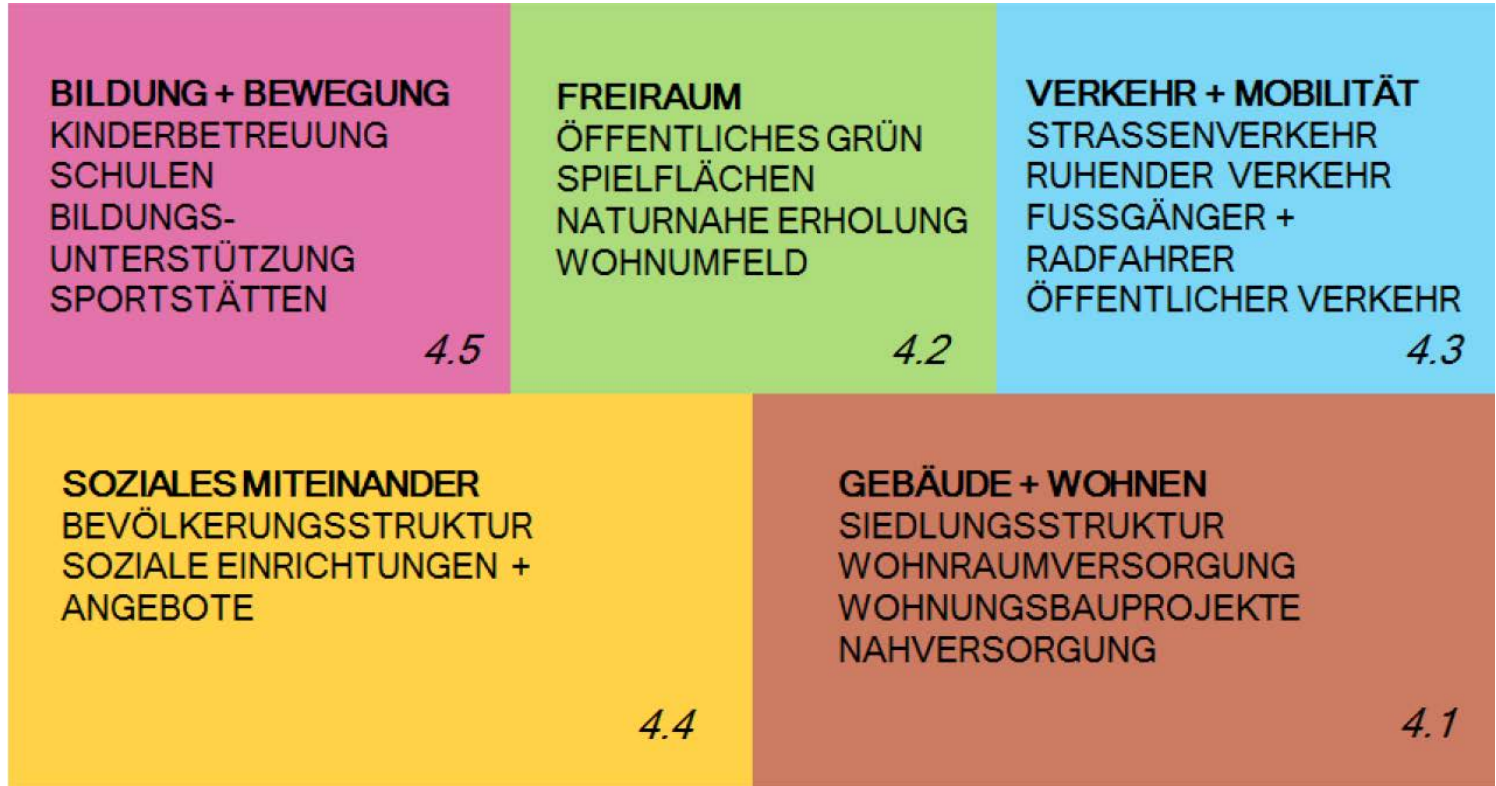 BILDUNG + BEWEGUNG
KINDERBETREUUNG
SCHULEN
BILDUNGS-
UNTERSTÜTZUNG
SPORTSTÄTTEN
4.5
FREIRAUM
ÖFFENTLICHES GRÜN
SPIELFLÄCHEN
NATURNAHE ERHOLUNG
WOHNUMFELD
4.2
VERKEHR + MOBILITÄT
STRASSENVERKEHR
RUHENDER VERKEHR
FUSSGÄNGER +
RADFAHRER
ÖFFENTLICHER VERKEHR
4.3
SOZIALES MITEINANDER
BEVÖLKERUNGSSTRUKTUR
SOZIALE EINRICHTUNGEN +
ANGEBOTE
4.4
GEBÄUDE + WOHNEN
SIEDLUNGSSTRUKTUR
WOHNRAUMVERSORGUNG
WOHNUNGSBAUPROJEKTE
NAHVERSORGUNG
4.1